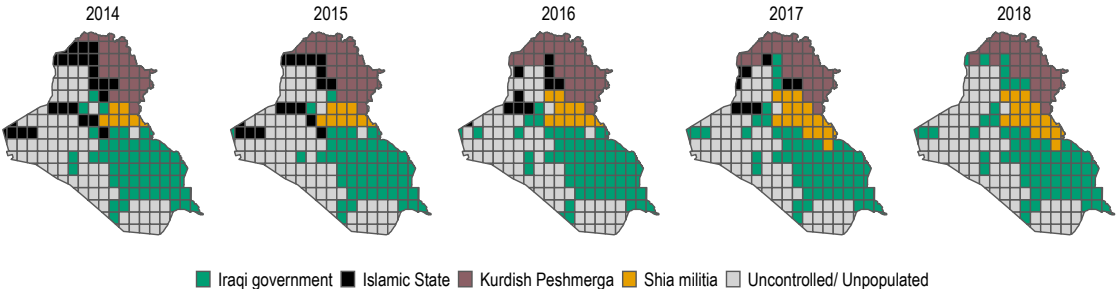 2014 2015 2016 2017 2018
Iraqi government Islamic State Kurdish Peshmerga Shia militia Uncontrolled/ Unpopulated